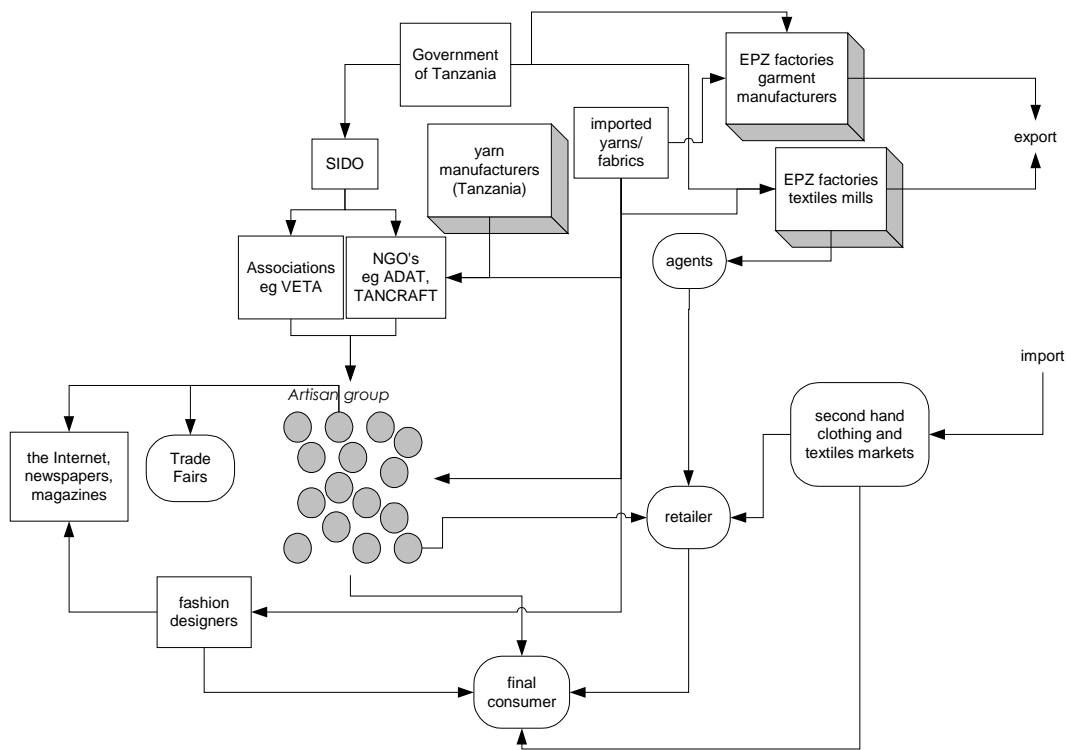 Government
of Tanzania
EPZ factories
garment
manufacturers
imported
yarns/
fabrics
export
yarn
manufacturers
(Tanzania)
SIDO
EPZ factories
textiles mills
Associations
eg VETA
NGO's
eg ADAT,
TANCRAFT
agents
import
Artisan group
second hand
clothing and
textiles markets
the Internet,
newspapers,
magazines
Trade
Fairs
retailer
fashion
designers
final
consumer